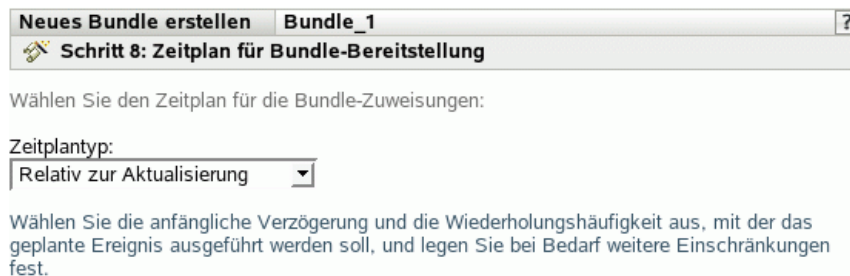 Neues Bundle erstellen Bundle_1 ?
Schritt 8: Zeitplan für Bundle-Bereitstellung
Wählen Sie den Zeitplan für die Bundle-Zuweisungen:
Zeitplantyp:
Relativ zur Aktualisierung
Wählen Sie die anfängliche Verzögerung und die Wiederholungshäufigkeit aus, mit der das
geplante Ereignis ausgeführt werden soll, und legen Sie bei Bedarf weitere Einschränkungen
fest.